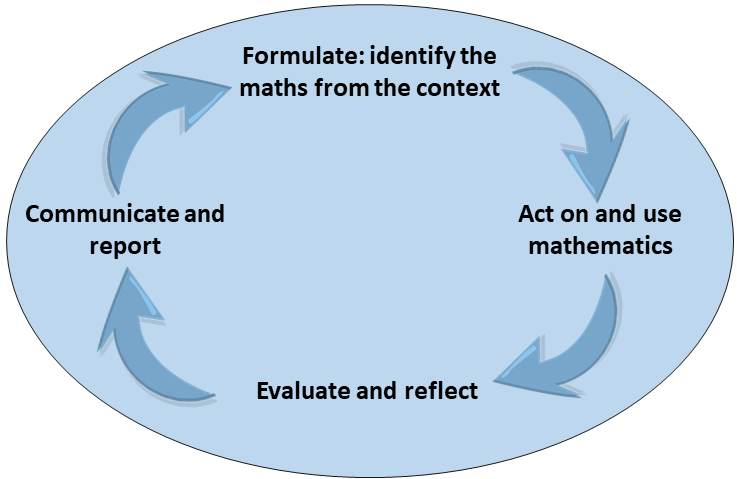 Formulate: identify the
maths from the context
Act on and use
mathematics
Evaluate and reflect
Communicate and
report